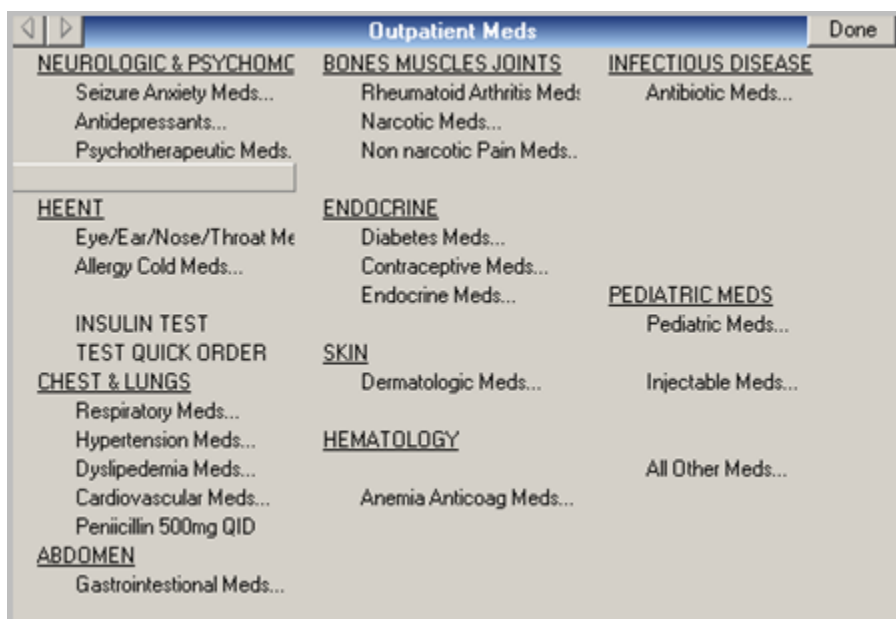 Outpatient Meds
Done
NEUROLOGIC & PSYCHOMC
Seizure Anxiety Meds...
Antidepressants...
Psychotherapeutic Meds.
HEENT
Eye/Ear/Nose/Throat Me
Allergy Cold Meds...
INSULIN TEST
TEST QUICK ORDER
CHEST & LUNGS
Respiratory Meds...
Hypertension Meds...
Dyslipedemia Meds...
Cardiovascular Meds...
Peniicillin 500mg QID
ABDOMEN
Gastrointestional Meds...
BONES MUSCLES JOINTS
Rheumatoid Arthritis Meds
Narcotic Meds...
Non narcotic Pain Meds..
ENDOCRINE
Diabetes Meds...
Contraceptive Meds...
Endocrine Meds...
SKIN
Dermatologic Meds...
HEMATOLOGY
Anemia Anticoag Meds...
INFECTIOUS DISEASE
Antibiotic Meds...
PEDIATRIC MEDS
Pediatric Meds...
Injectable Meds...
All Other Meds...